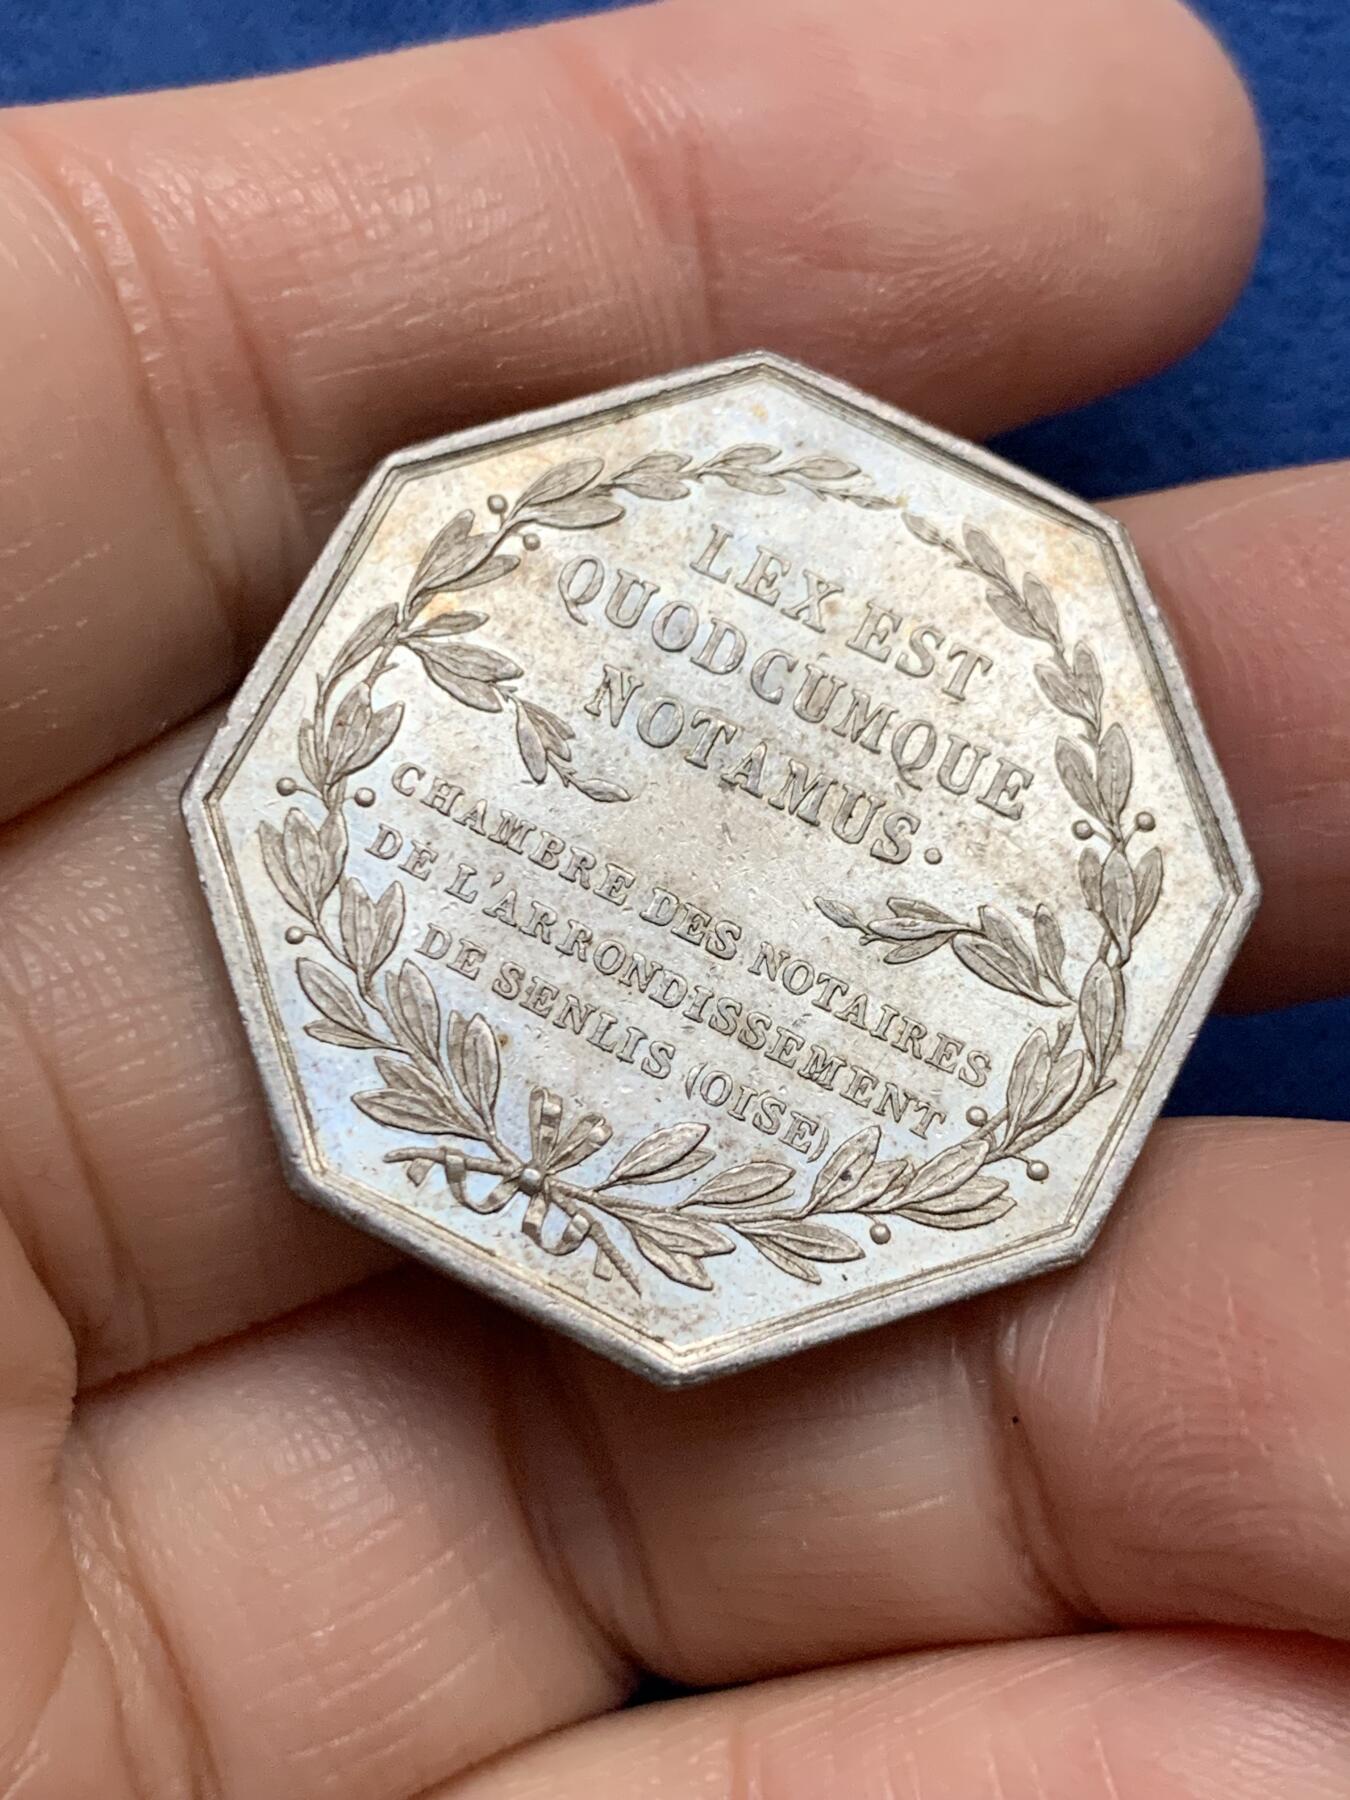 LEX EST
QUODCUMQUE
NOTAMUS.
CHAMBRE DES NOTAIRES
DE L'ARRONDISSEMENT
DE SENLIS (OISE)